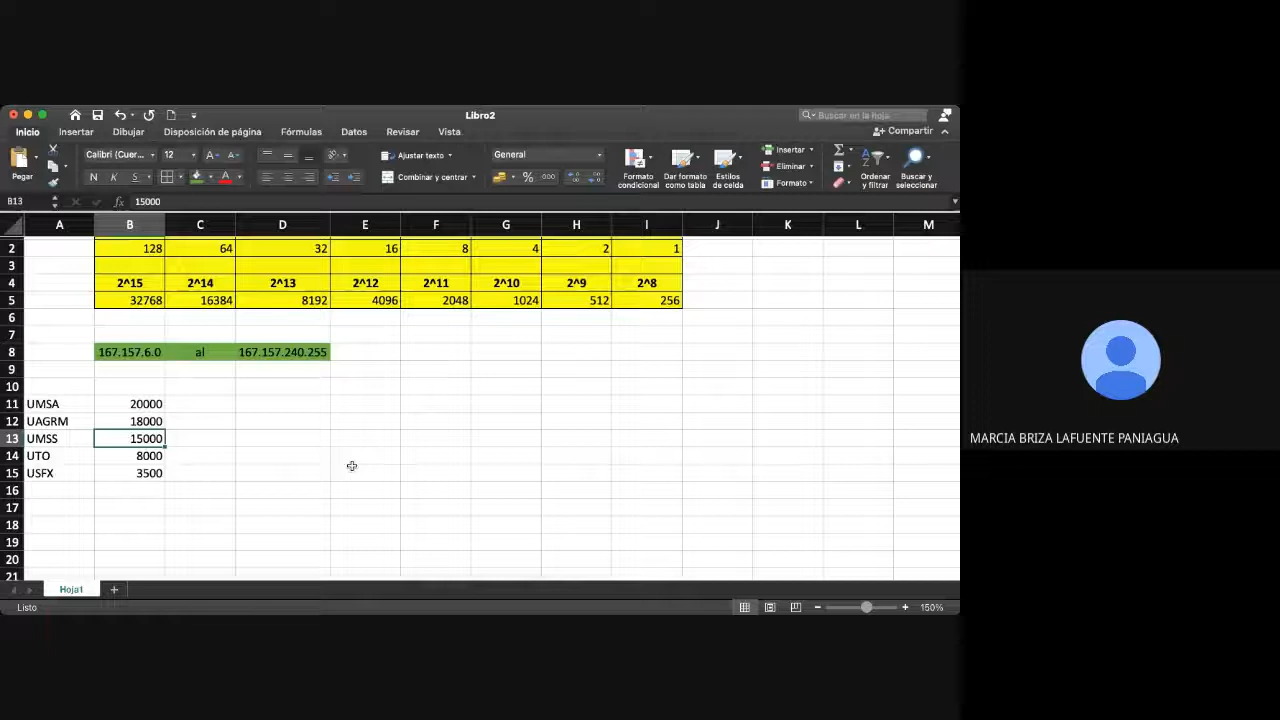 Libro2
Buscar en la hoja
Inicio Insertar Dibujar Disposición de página Fórmulas Datos Revisar Vista
Compartir
Pegar
Calibri (Cuer... 12 A A
Ajustar texto
General
N K S A
Combinar y centrar
% 000
Formato condicional
Dar formato como tabla
Estilos de celda
Insertar
Eliminar
Formato
Ordenar y filtrar
Buscar y seleccionar
B13 fx 15000
A B C D E F G H I J K L M
2 128 64 32 16 8 4 2 1
3
4 2^15 2^14 2^13 2^12 2^11 2^10 2^9 2^8
5 32768 16384 8192 4096 2048 1024 512 256
6
7
8 167.157.6.0 al 167.157.240.255
9
10
11 UMSA 20000
12 UAGRM 18000
13 UMSS 15000
14 UTO 8000
15 USFX 3500
16
17
18
19
20
21
Hoja1
Listo
150%
MARCIA BRIZA LAFUENTE PANIAGUA